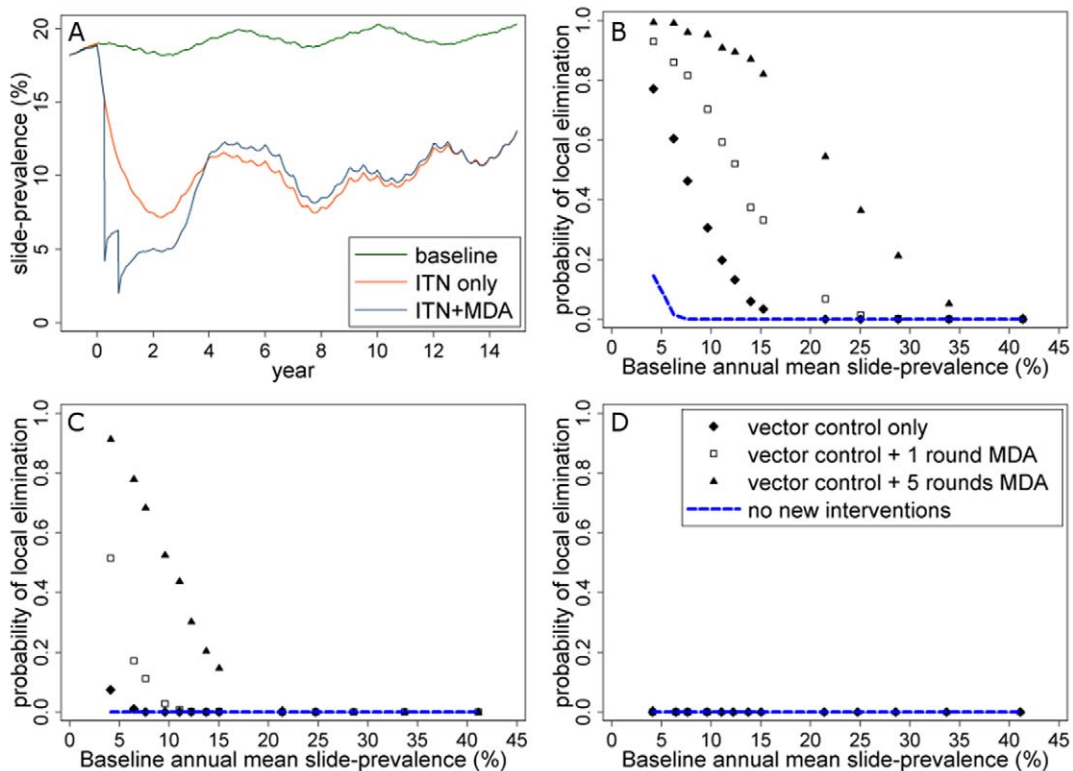 A
slide-prevalence (%)
20
15
10
5
0
baseline
ITN only
ITN+MDA
0 2 4 6 8 10 12 14
year
B
probability of local elimination
1.0
0.8
0.6
0.4
0.2
0.0
0 5 10 15 20 25 30 35 40 45
Baseline annual mean slide-prevalence (%)
C
probability of local elimination
1.0
0.8
0.6
0.4
0.2
0.0
0 5 10 15 20 25 30 35 40 45
Baseline annual mean slide-prevalence (%)
D
probability of local elimination
1.0
0.8
0.6
0.4
0.2
0.0
vector control only
vector control + 1 round MDA
vector control + 5 rounds MDA
no new interventions
0 5 10 15 20 25 30 35 40 45
Baseline annual mean slide-prevalence (%)